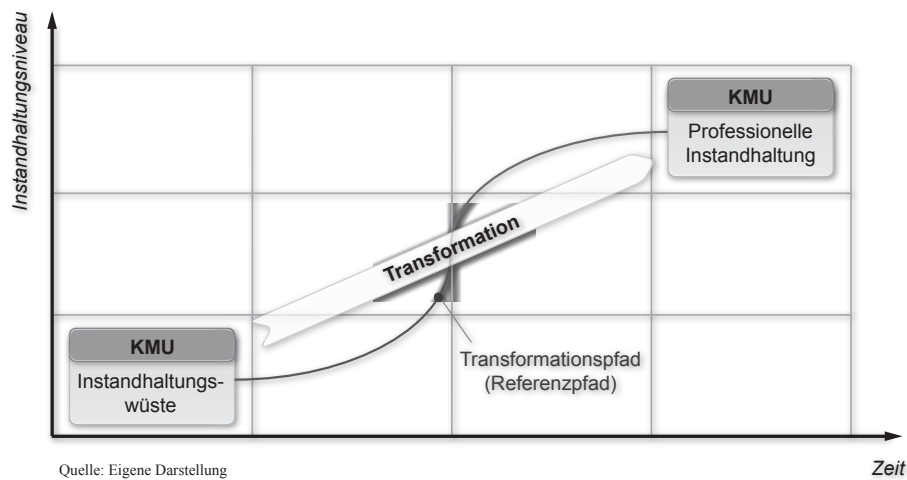 Instandhaltungsniveau
KMU
Professionelle
Instandhaltung
Transformation
KMU
Instandhaltungs-
wüste
Transformationspfad
(Referenzpfad)
Quelle: Eigene Darstellung
Zeit